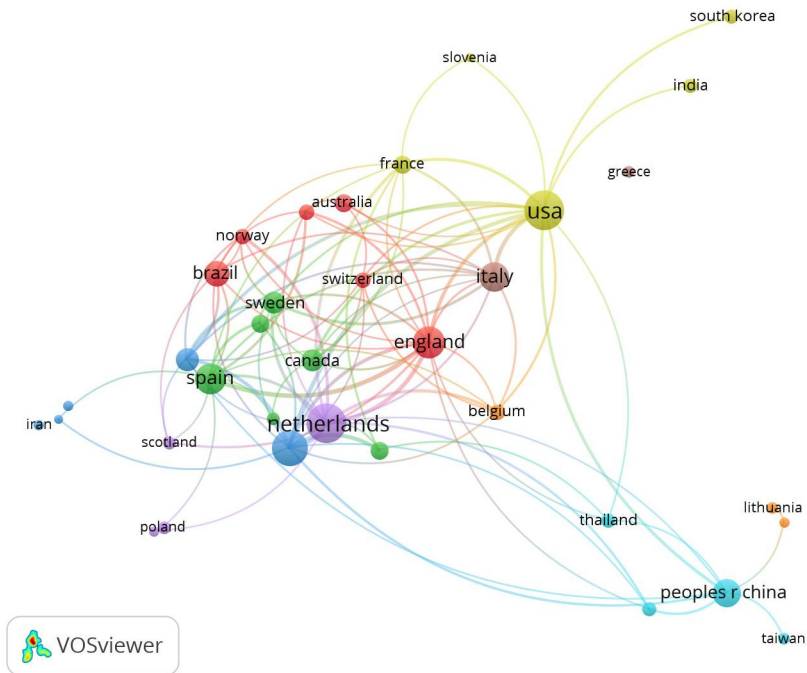 south korea
slovenia
india
france
greece
australia
usa
norway
brazil
switzerland
italy
sweden
england
canada
spain
belgium
netherlands
iran
scotland
lithuania
thailand
poland
peoples r china
taiwan
VOSviewer